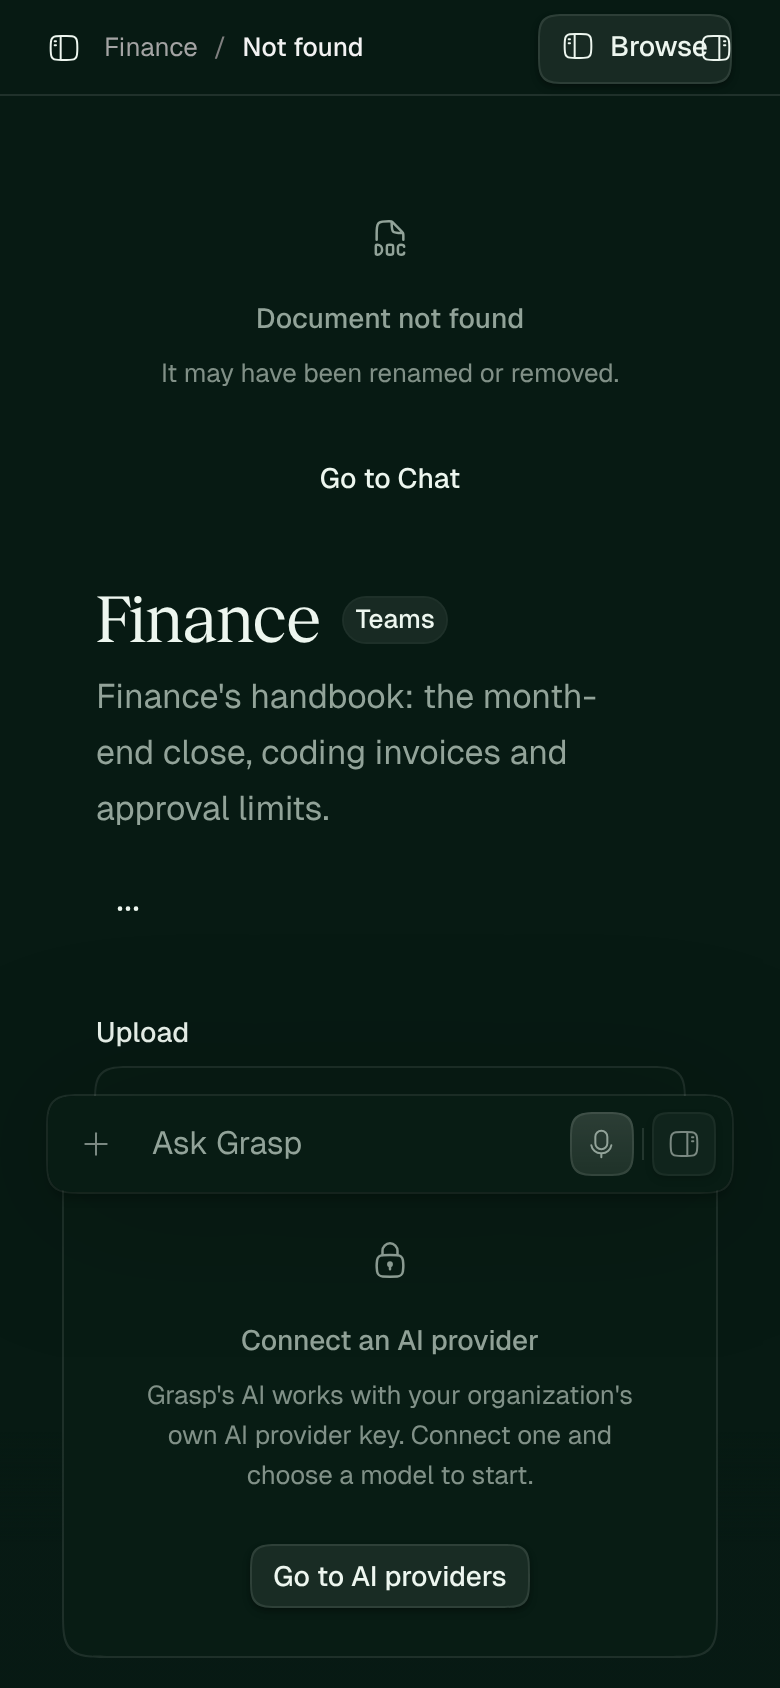 Finance / Not found
Browse
DOC
Document not found
It may have been renamed or removed.
Go to Chat
Finance Teams
Finance's handbook: the month-
end close, coding invoices and
approval limits.
...
Upload
Ask Grasp
Connect an AI provider
Grasp's AI works with your organization's
own AI provider key. Connect one and
choose a model to start.
Go to AI providers